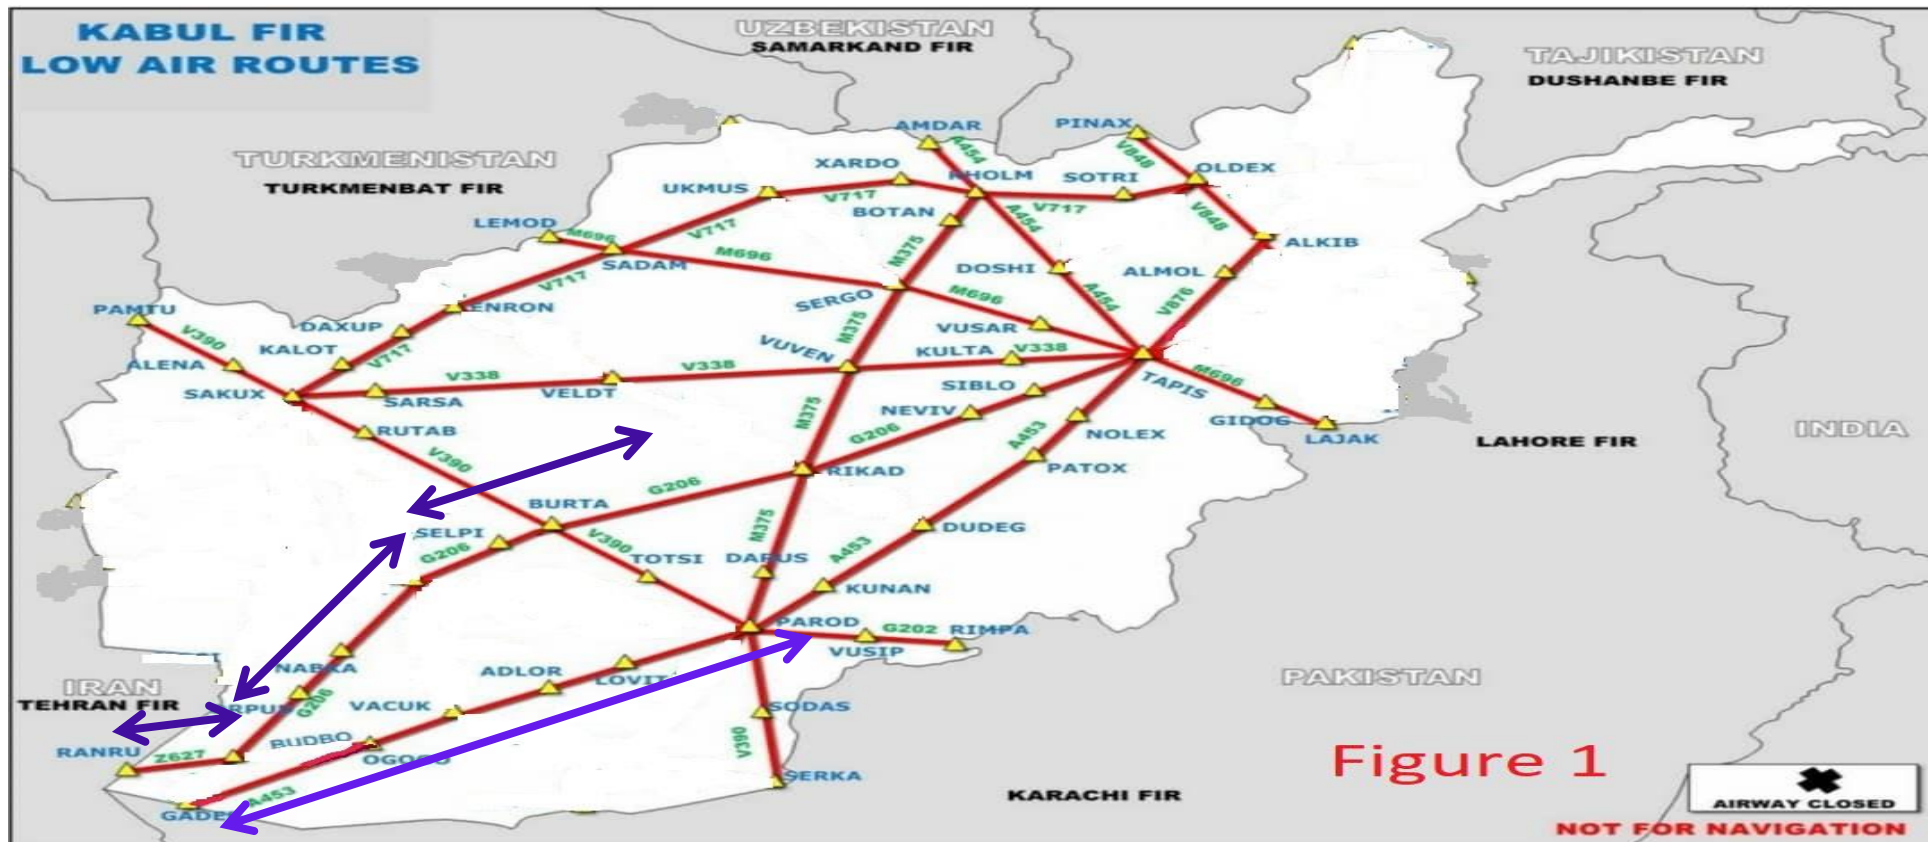 KABUL FIR
LOW AIR ROUTES
UZBEKISTAN
SAMARKAND FIR
TAJIKISTAN
DUSHANBE FIR
TURKMENISTAN
TURKMENBAT FIR
AMDAR
PINAX
A454
V848
XARDO
OLDEX
UKMUS
SOTRI
V717
V717
BOTAN
A454
V848
LEMOD
M696
V717
M375
ALKIB
SADAM
M696
DOSHI
ALMOL
V717
SERGO
M696
A454
V876
PAMTU
V390
DAXUP
VUSAR
M375
KALOT
V717
VUVEN
KULTA
V338
ALENA
V338
V338
M696
SAKUX
SARSA
VELDT
SIBLO
TAPIS
NEVIV
M375
GIDOG
RUTAB
G206
A453
NOLEX
LAJAK
LAHORE FIR
INDIA
V390
RIKAD
PATOX
G206
BURTA
SELPI
V390
M375
DUDEG
G206
TOTSI
A453
KUNAN
PAROD
G202
RIMPA
VUSIP
ADLOR
IRAN
TEHRAN FIR
G206
VACUK
SODAS
PAKISTAN
RANRU
Z627
BUDBO
V390
Figure 1
SERKA
A453
KARACHI FIR
AIRWAY CLOSED
NOT FOR NAVIGATION